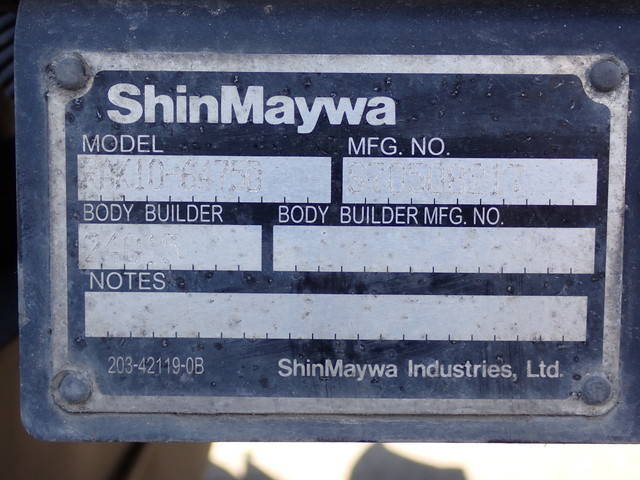 ShinMaywa
MODEL MFG. NO.
BODY BUILDER BODY BUILDER MFG. NO.
NOTES
203-42119-0B ShinMaywa Industries, Ltd.